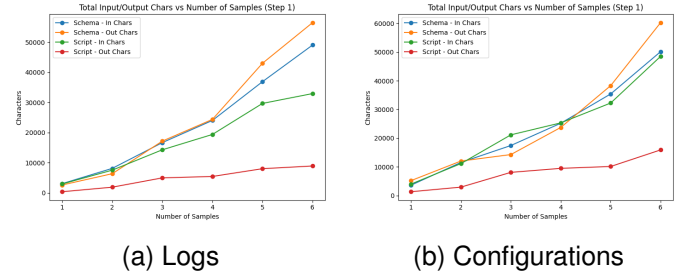 Total Input/Output Chars vs Number of Samples (Step 1)
Schema - In Chars
Schema - Out Chars
Script - In Chars
Script - Out Chars
50000
40000
30000
20000
10000
0
Characters
1 2 3 4 5 6
Number of Samples
(a) Logs
Total Input/Output Chars vs Number of Samples (Step 1)
Schema - In Chars
Schema - Out Chars
Script - In Chars
Script - Out Chars
60000
50000
40000
30000
20000
10000
0
Characters
1 2 3 4 5 6
Number of Samples
(b) Configurations